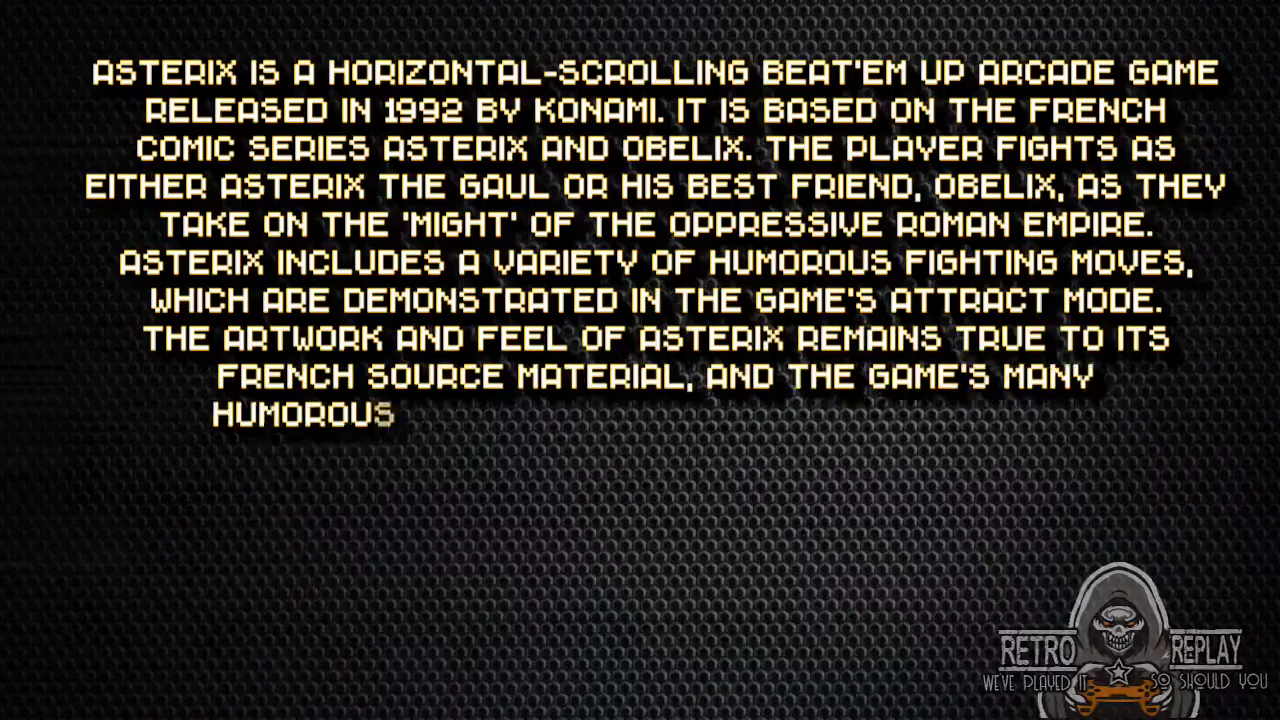 ASTERIX IS A HORIZONTAL-SCROLLING BEAT'EM UP ARCADE GAME
RELEASED IN 1992 BY KONAMI. IT IS BASED ON THE FRENCH
COMIC SERIES ASTERIX AND OBELIX. THE PLAYER FIGHTS AS
EITHER ASTERIX THE GAUL OR HIS BEST FRIEND, OBELIX, AS THEY
TAKE ON THE 'MIGHT' OF THE OPPRESSIVE ROMAN EMPIRE.
ASTERIX INCLUDES A VARIETY OF HUMOROUS FIGHTING MOVES,
WHICH ARE DEMONSTRATED IN THE GAME'S ATTRACT MODE.
THE ARTWORK AND FEEL OF ASTERIX REMAINS TRUE TO ITS
FRENCH SOURCE MATERIAL, AND THE GAME'S MANY
HUMOROUS
RETRO REPLAY
WE'VE PLAYED IT SO SHOULD YOU